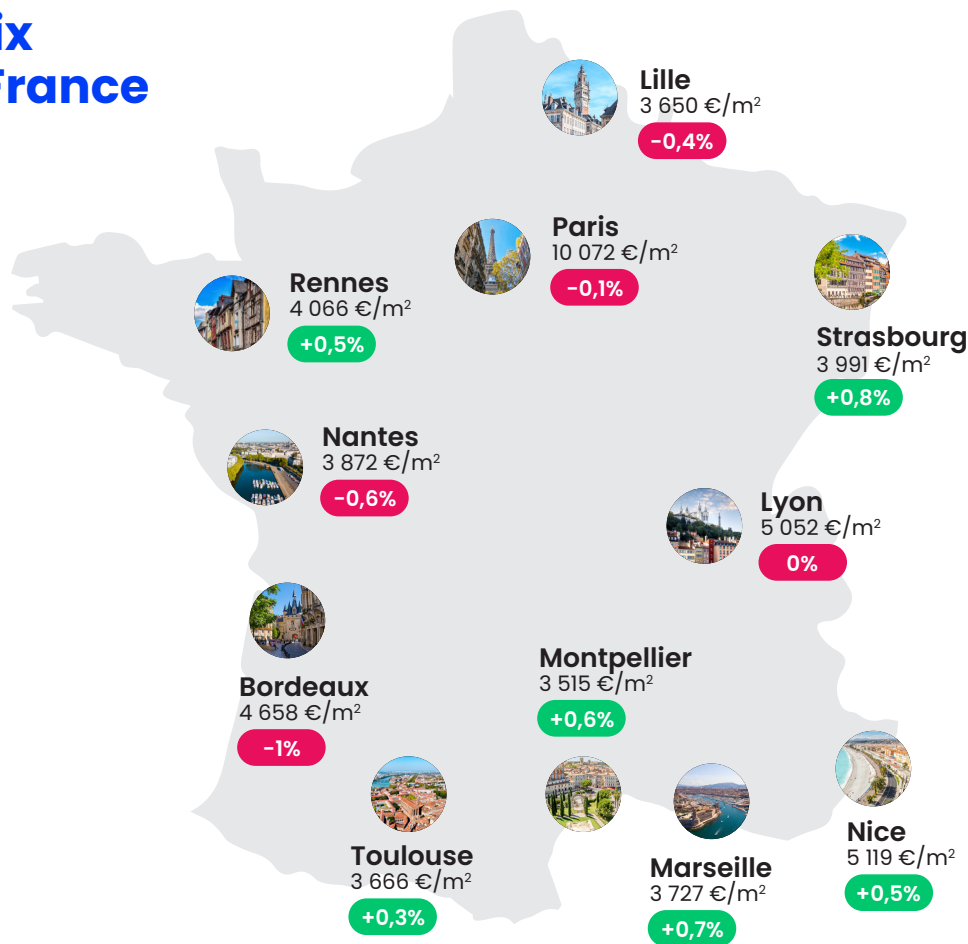 ix
France
Lille
3 650 €/m²
-0,4%
Paris
10 072 €/m²
-0,1%
Rennes
4 066 €/m²
+0,5%
Strasbourg
3 991 €/m²
+0,8%
Nantes
3 872 €/m²
-0,6%
Lyon
5 052 €/m²
0%
Bordeaux
4 658 €/m²
-1%
Montpellier
3 515 €/m²
+0,6%
Toulouse
3 666 €/m²
+0,3%
Marseille
3 727 €/m²
+0,7%
Nice
5 119 €/m²
+0,5%